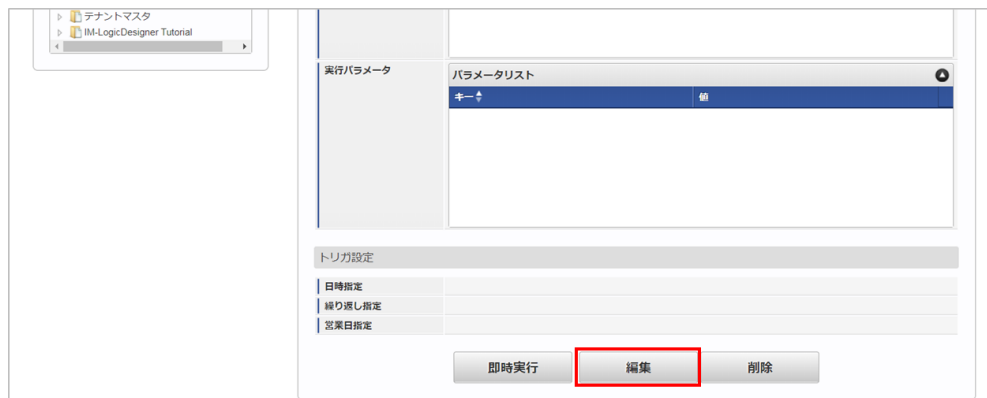 テナントマスタ
IM-LogicDesigner Tutorial
実行パラメータ
パラメータリスト
キー 値
トリガ設定
日時指定
繰り返し指定
営業日指定
即時実行 編集 削除